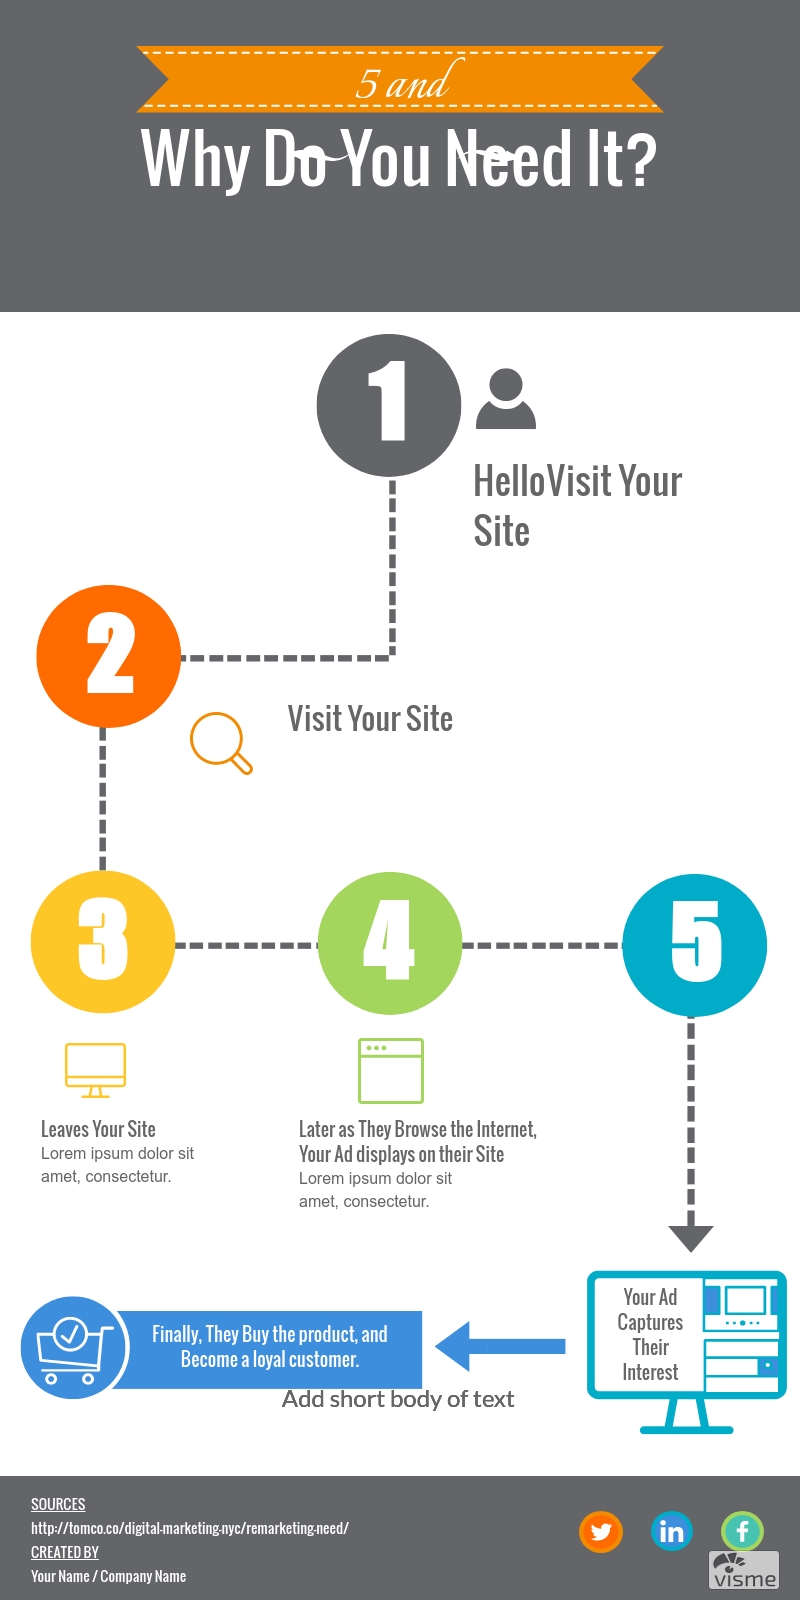 5 and
Why Do You Need It?
1
HelloVisit Your
Site
2
Visit Your Site
3
4
5
Leaves Your Site
Lorem ipsum dolor sit
amet, consectetur.
Later as They Browse the Internet,
Your Ad displays on their Site
Lorem ipsum dolor sit
amet, consectetur.
Your Ad
Captures
Their
Interest
Finally, They Buy the product, and
Become a loyal customer.
Add short body of text
SOURCES
http://tomco.co/digital-marketing-nyc/remarketing-need/
CREATED BY
Your Name / Company Name
in
f
visme